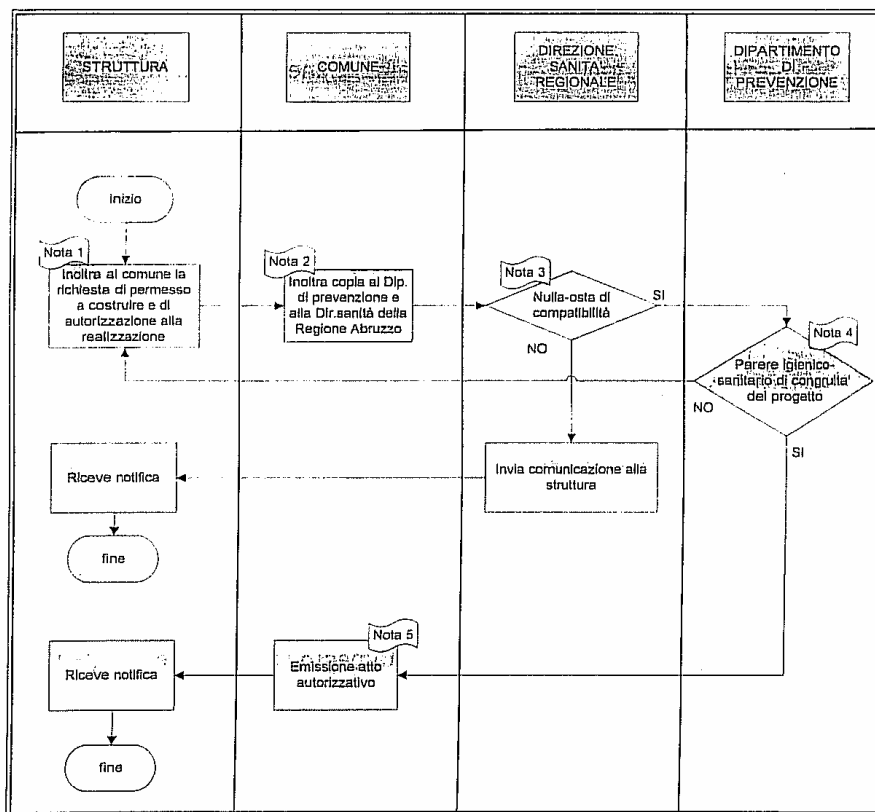 STRUTTURA
COMUNE
DIREZIONE
SANITA'
REGIONALE
DIPARTIMENTO
DI
PREVENZIONE
inizio
Nota 1
Inoltra al comune la
richiesta di permesso
a costruire e di
autorizzazione alla
realizzazione
Nota 2
Inoltra copia al Dip.
di prevenzione e
alla Dir.sanità della
Regione Abruzzo
Nota 3
Nulla-osta di
compatibilità
SI
NO
Nota 4
Parere igienico-
sanitario di congruita'
del progetto
NO
SI
Invia comunicazione alla
struttura
Riceve notifica
fine
Nota 5
Emissione atto
autorizzativo
Riceve notifica
fine